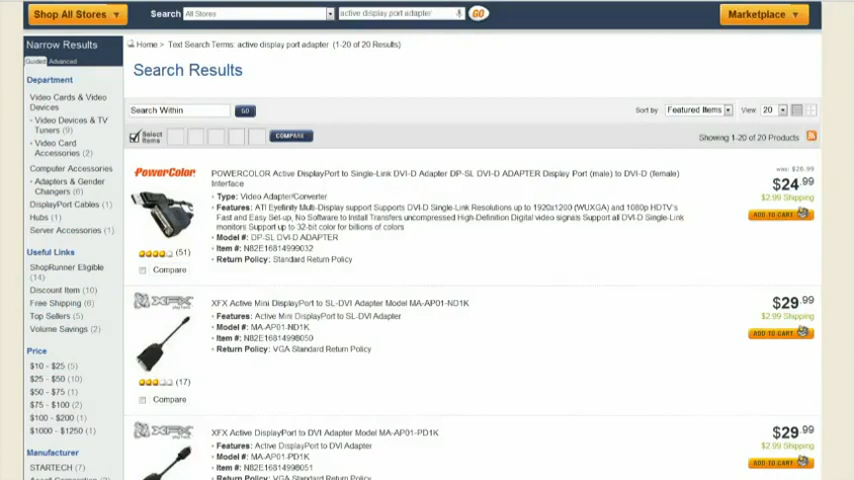 Shop All Stores
Search All Stores active display port adapter GO
Marketplace
Narrow Results
Guided Advanced
Department
Video Cards & Video Devices
Video Devices & TV Tuners (9)
Video Card Accessories (2)
Computer Accessories
Adapters & Gender Changers (6)
DisplayPort Cables (1)
Hubs (1)
Server Accessories (1)
Useful Links
ShopRunner Eligible (14)
Discount Item (10)
Free Shipping (6)
Top Sellers (5)
Volume Savings (2)
Price
$10 - $25 (5)
$25 - $50 (10)
$50 - $75 (1)
$75 - $100 (2)
$100 - $200 (1)
$1000 - $1250 (1)
Manufacturer
STARTECH (7)
Home > Text Search Terms: active display port adapter (1-20 of 20 Results)
Search Results
Search Within GO
Sort by Featured Items View 20
Select Items COMPARE
Showing 1-20 of 20 Products
PowerColor
POWERCOLOR Active DisplayPort to Single-Link DVI-D Adapter DP-SL DVI-D ADAPTER Display Port (male) to DVI-D (female)
Interface
• Type: Video Adapter/Converter
• Features: ATI Eyefinity Multi-Display support Supports DVI-D Single-Link Resolutions up to 1920x1200 (WUXGA) and 1080p HDTV's
Fast and Easy Set-up, No Software to Install Transfers uncompressed High-Definition Digital video signals Support all DVI-D Single-Link
monitors Support up to 32-bit color for billions of colors
• Model #: DP-SL DVI-D ADAPTER
• Item #: N82E16814999032
• Return Policy: Standard Return Policy
(51)
Compare
$24.99
$2.99 Shipping
ADD TO CART
XFX
XFX Active Mini DisplayPort to SL-DVI Adapter Model MA-AP01-ND1K
• Features: Active Mini DisplayPort to SL-DVI Adapter
• Model #: MA-AP01-ND1K
• Item #: N82E16814998050
• Return Policy: VGA Standard Return Policy
(17)
Compare
$29.99
$2.99 Shipping
ADD TO CART
XFX
XFX Active DisplayPort to DVI Adapter Model MA-AP01-PD1K
• Features: Active DisplayPort to DVI Adapter
• Model #: MA-AP01-PD1K
• Item #: N82E16814998051
• Return Policy: VGA Standard Return Policy
$29.99
$2.99 Shipping
ADD TO CART